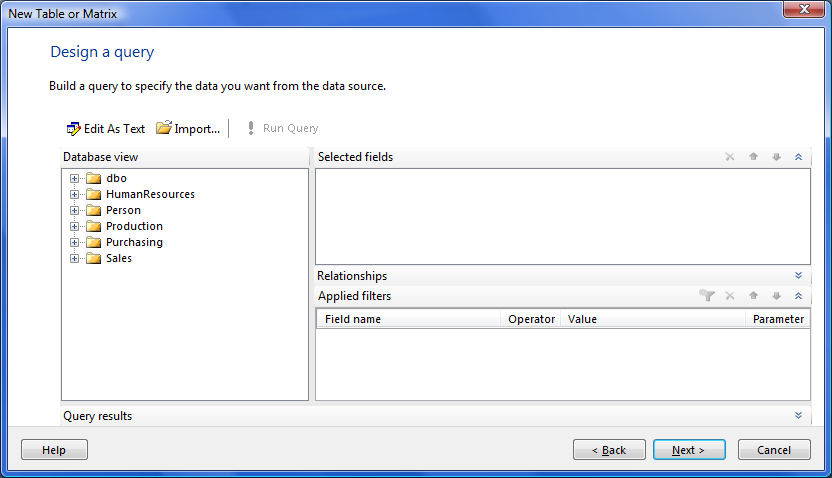 New Table or Matrix
Design a query
Build a query to specify the data you want from the data source.
Edit As Text Import... Run Query
Database view
dbo
HumanResources
Person
Production
Purchasing
Sales
Selected fields
Relationships
Applied filters
Field name Operator Value Parameter
Query results
Help < Back Next > Cancel